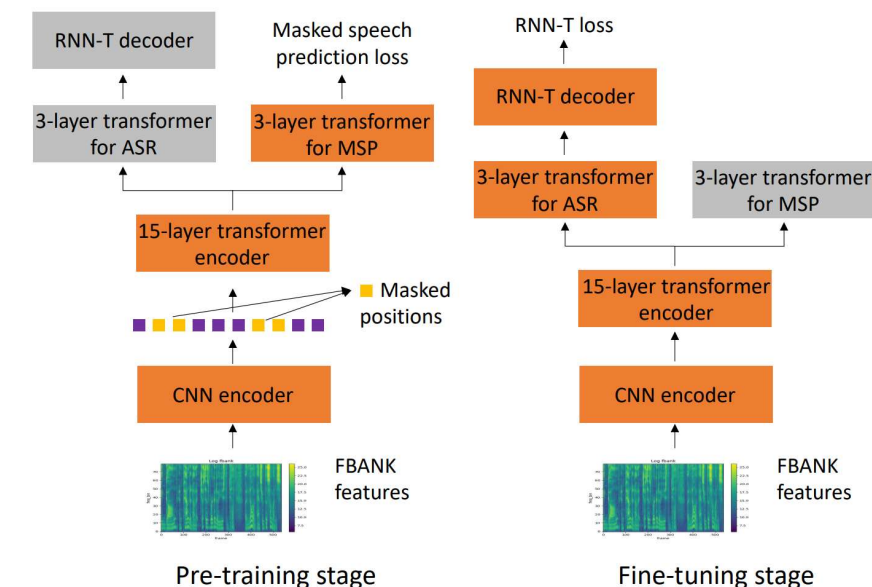 RNN-T decoder
Masked speech
prediction loss
3-layer transformer
for ASR
3-layer transformer
for MSP
15-layer transformer
encoder
Masked
positions
CNN encoder
FBANK
features
Pre-training stage
RNN-T loss
RNN-T decoder
3-layer transformer
for ASR
3-layer transformer
for MSP
15-layer transformer
encoder
CNN encoder
FBANK
features
Fine-tuning stage